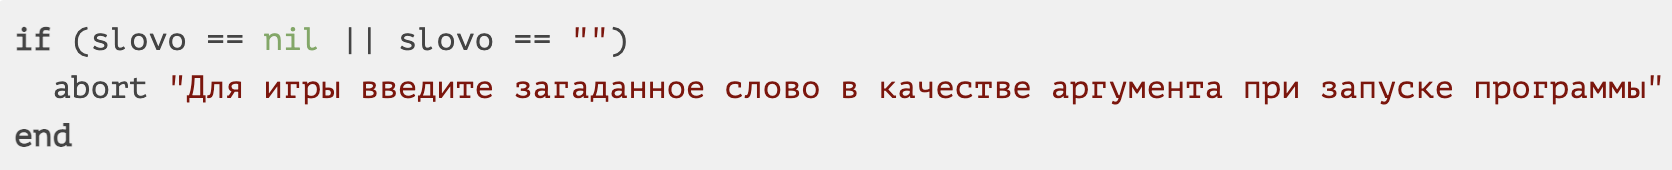 if (slovo == nil || slovo == "")
  abort "Для игры введите загаданное слово в качестве аргумента при запуске программы"
end